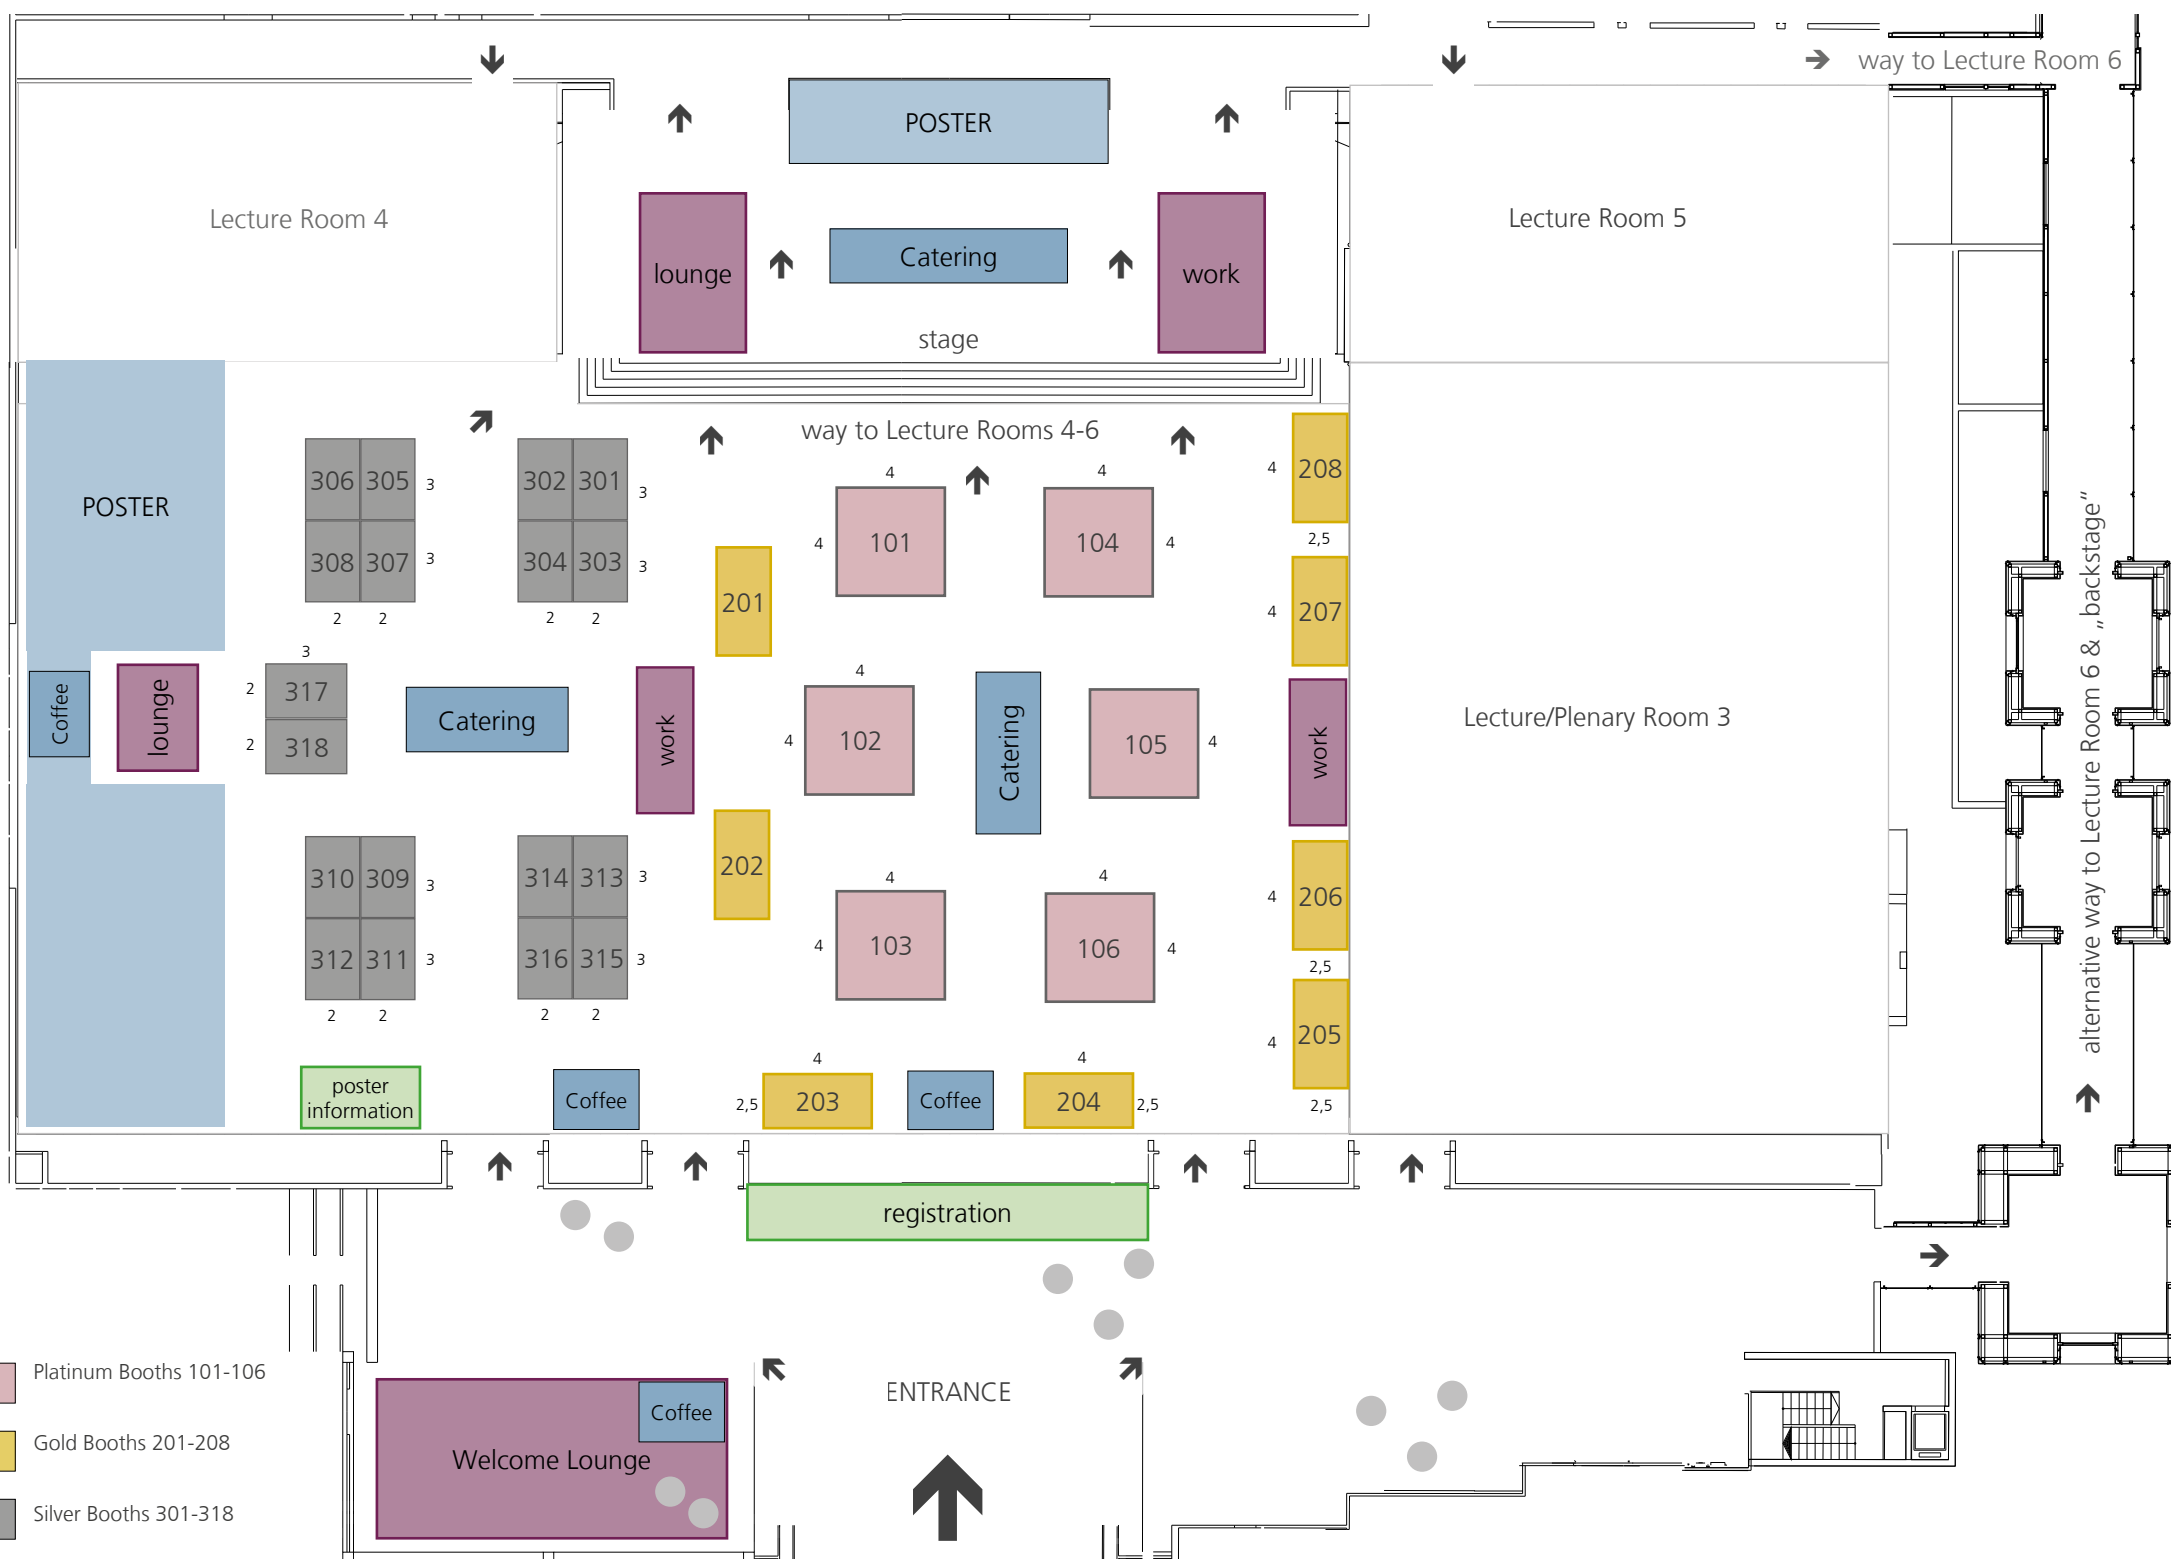 way to Lecture Room 6
POSTER
Lecture Room 4
Lecture Room 5
lounge
Catering
work
stage
way to Lecture Rooms 4-6
POSTER
306 305 3
302 301 3
308 307 3
304 303 3
2 2
2 2
4
4
101
4
104
4
4 208
2,5
201
4 207
3
2 317
2 318
Coffee
lounge
Catering
work
4
4 102
Catering
105 4
work
Lecture/Plenary Room 3
alternative way to Lecture Room 6 & „backstage“
202
310 309 3
314 313 3
312 311 3
316 315 3
2 2
2 2
4
4 103
4
106 4
4 206
2,5
4 205
2,5
poster
information
Coffee
4
2,5 203
Coffee
4
204 2,5
registration
ENTRANCE
Coffee
Welcome Lounge
Platinum Booths 101-106
Gold Booths 201-208
Silver Booths 301-318